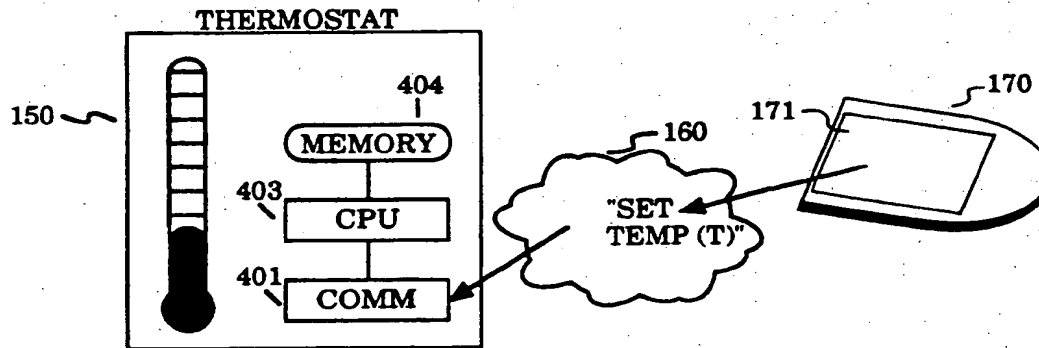 THERMOSTAT
150
404
MEMORY
403
CPU
401
COMM
160
"SET
TEMP (T)"
171
170